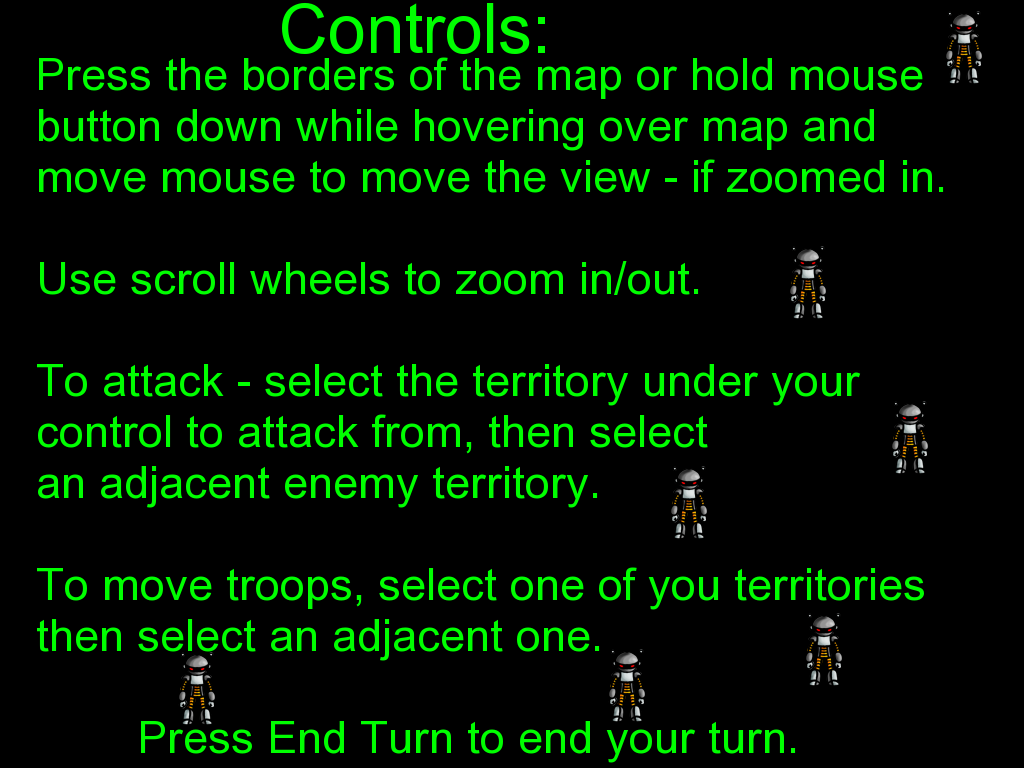 Controls:
Press the borders of the map or hold mouse
button down while hovering over map and
move mouse to move the view - if zoomed in.
Use scroll wheels to zoom in/out.
To attack - select the territory under your
control to attack from, then select
an adjacent enemy territory.
To move troops, select one of you territories
then select an adjacent one.
Press End Turn to end your turn.